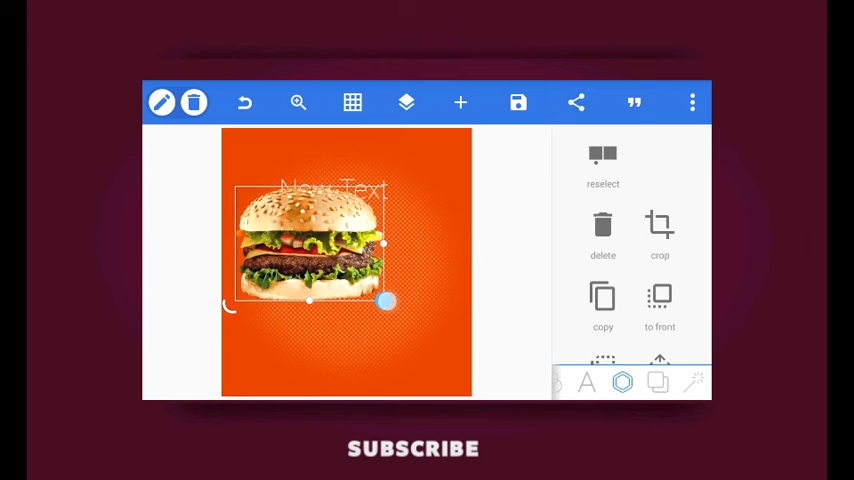 New Text
reselect
delete
crop
copy
to front
SUBSCRIBE